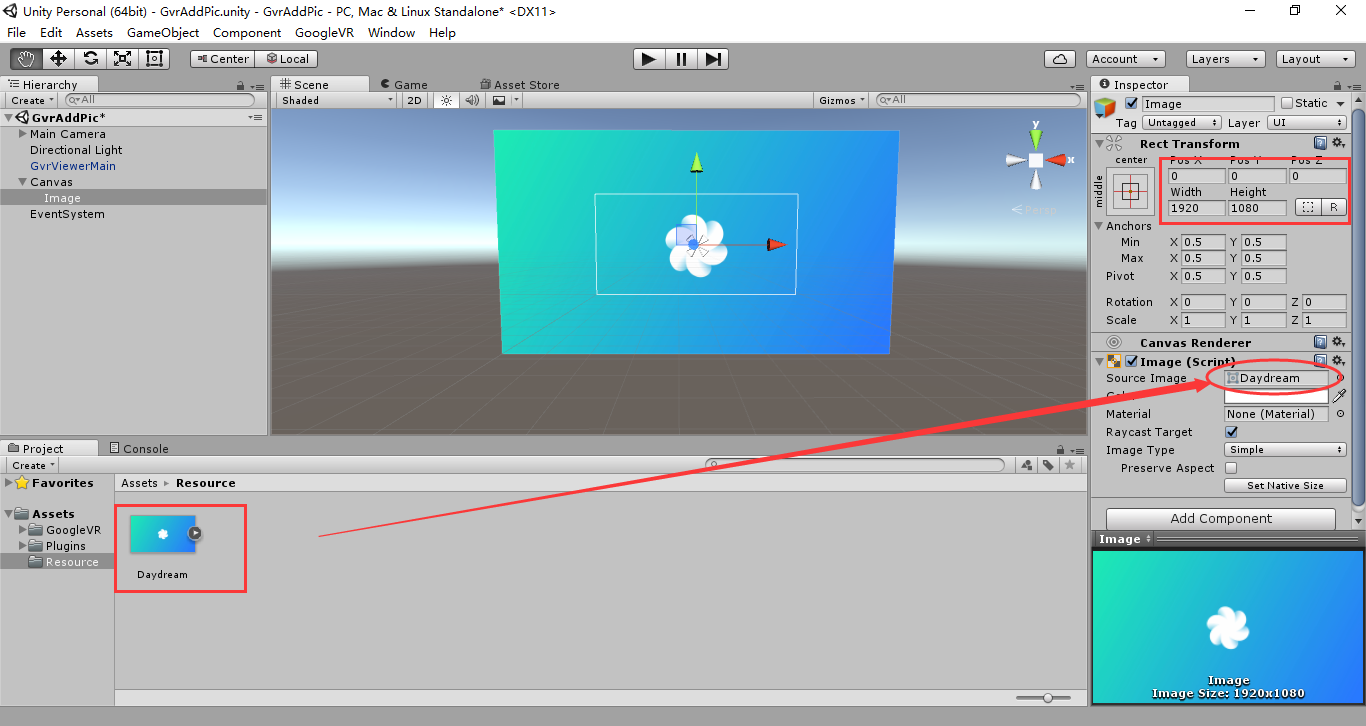 Unity Personal (64bit) - GvrAddPic.unity - GvrAddPic - PC, Mac & Linux Standalone* <DX11>
File Edit Assets GameObject Component GoogleVR Window Help
Center Local Account Layers Layout
Hierarchy
Create All
GvrAddPic*
Main Camera
Directional Light
GvrViewerMain
Canvas
Image
EventSystem
Scene Game Asset Store
Shaded 2D Gizmos All
y
x
Persp
Inspector
Image Static
Tag Untagged Layer UI
Rect Transform
center Pos X Pos Y Pos Z
middle
0 0 0
Width Height
1920 1080 R
Anchors
Min X 0.5 Y 0.5
Max X 0.5 Y 0.5
Pivot X 0.5 Y 0.5
Rotation X 0 Y 0 Z 0
Scale X 1 Y 1 Z 1
Canvas Renderer
Image (Script)
Source Image Daydream
Material None (Material)
Raycast Target
Image Type Simple
Preserve Aspect
Set Native Size
Add Component
Image
Image
Image Size: 1920x1080
Project Console
Create
Favorites
Assets
GoogleVR
Plugins
Resource
Assets Resource
Daydream